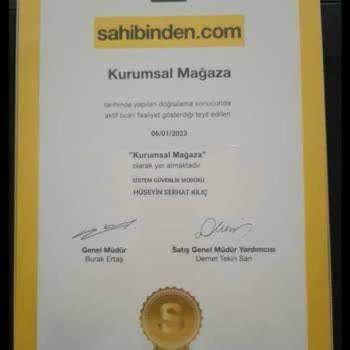 sahibinden.com
Kurumsal Mağaza
tarihinde yapılan doğrulama sonucunda
aktif ticari faaliyet gösterdiği teyit edilen
06/01/2023
"Kurumsal Mağaza"
olarak yer almaktadır.
SİSTEM GÜVENLİK MÜDÜRÜ
HÜSEYİN SERHAT KILIÇ
Genel Müdür
Burak Ertaş
Satış Genel Müdür Yardımcısı
Demet Tekin Sarı
S